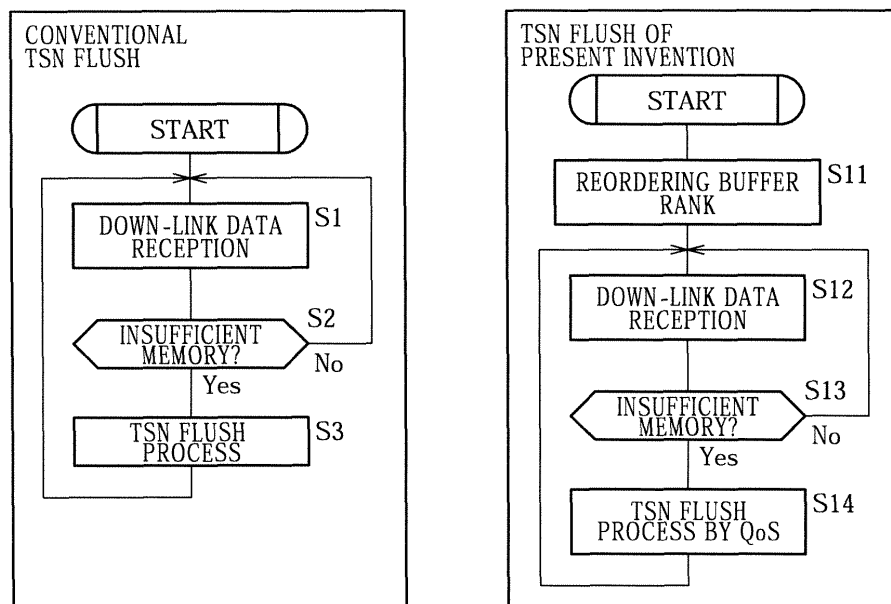 CONVENTIONAL
TSN FLUSH
START
DOWN-LINK DATA
RECEPTION
S1
INSUFFICIENT
MEMORY?
S2
No
Yes
TSN FLUSH
PROCESS
S3
TSN FLUSH OF
PRESENT INVENTION
START
REORDERING BUFFER
RANK
S11
DOWN-LINK DATA
RECEPTION
S12
INSUFFICIENT
MEMORY?
S13
No
Yes
TSN FLUSH
PROCESS BY QoS
S14